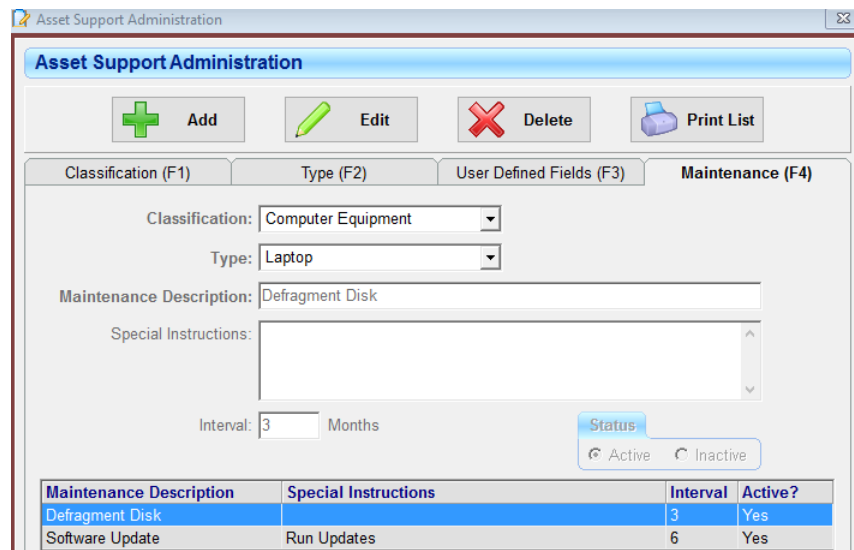 Asset Support Administration
Asset Support Administration
Add Edit Delete Print List
Classification (F1) Type (F2) User Defined Fields (F3) Maintenance (F4)
Classification: Computer Equipment
Type: Laptop
Maintenance Description: Defragment Disk
Special Instructions:
Interval: 3 Months
Status
Active Inactive
Maintenance Description Special Instructions Interval Active?
Defragment Disk 3 Yes
Software Update Run Updates 6 Yes